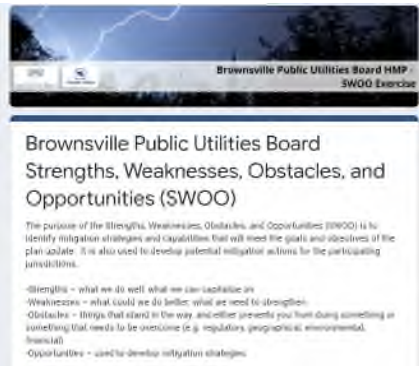 Brownsville Public Utilities Board HMP -
SWOO Exercise
Brownsville Public Utilities Board
Strengths, Weaknesses, Obstacles, and
Opportunities (SWOO)
The purpose of the Strengths, Weaknesses, Obstacles, and Opportunities (SWOO) is to
identify mitigation strategies and capabilities that will meet the goals and objectives of the
plan update. It is also used to develop potential mitigation actions for the participating
jurisdictions.
-Strengths – what we do well, what we can capitalize on
-Weaknesses – what could we do better, what we need to strengthen
-Obstacles – things that stand in the way, and either prevents you from doing something or
something that needs to be overcome (e.g. regulatory, geographical, environmental,
financial)
-Opportunities – used to develop mitigation strategies